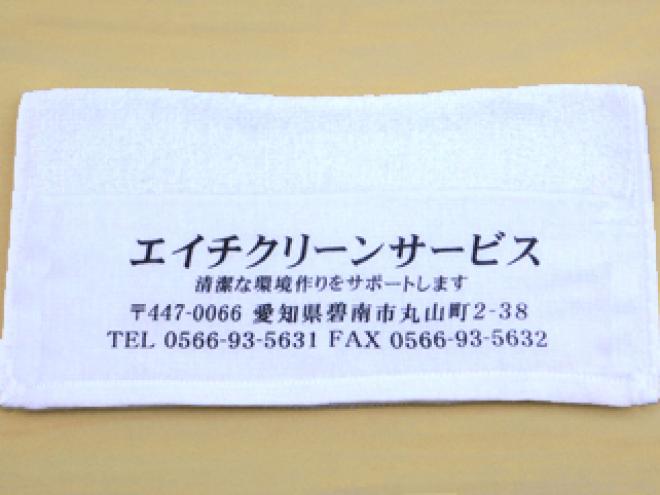 エイチクリーンサービス
清潔な環境作りをサポートします
〒447-0066 愛知県碧南市丸山町2-38
TEL 0566-93-5631 FAX 0566-93-5632